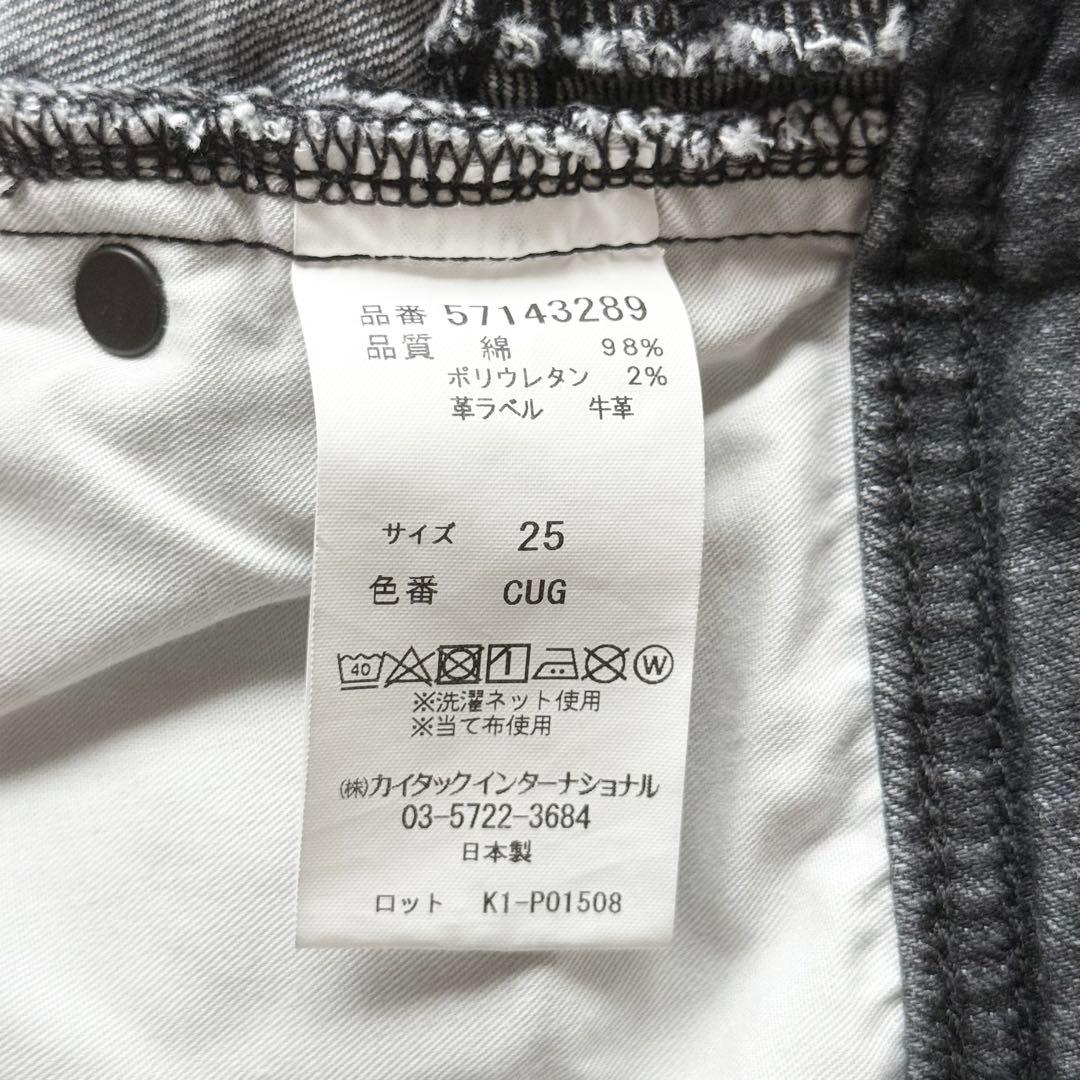 品番 57143289
品質 綿 98%
ポリウレタン 2%
革ラベル 牛革
サイズ 25
色番 CUG
40 1 W
※洗濯ネット使用
※当て布使用
㈱カイタックインターナショナル
03-5722-3684
日本製
ロット K1-P01508